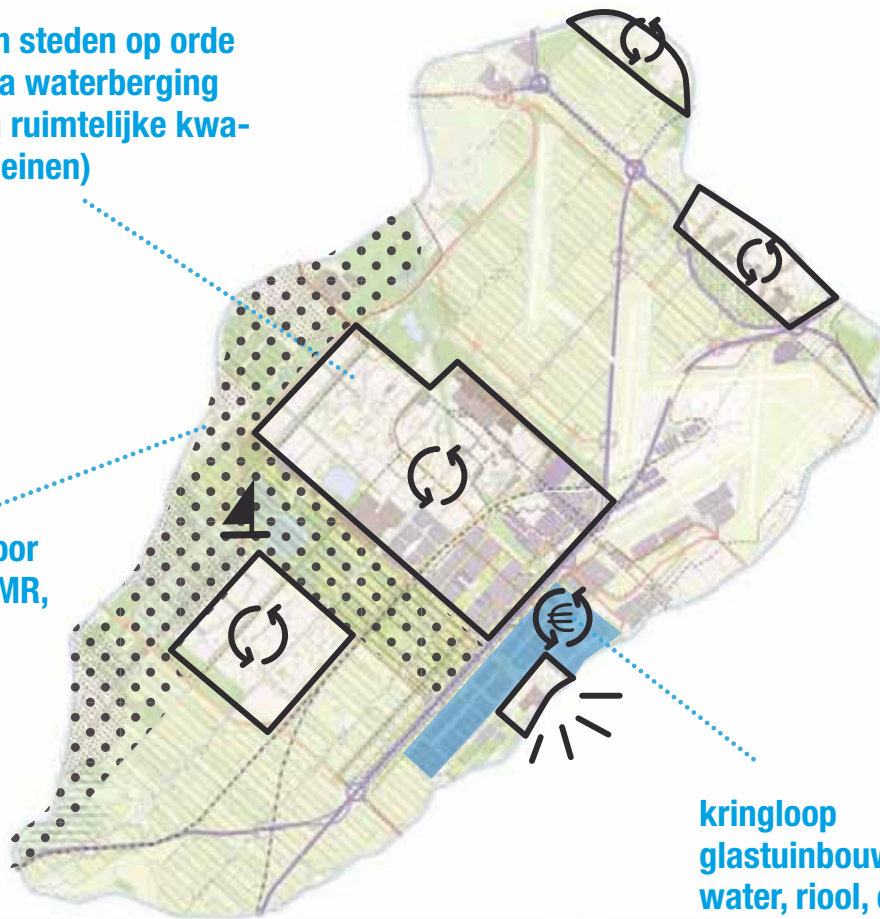 n steden op orde
a waterberging
ruimtelijke kwa-
einen)
oor
MR,
kringloop
glastuinbouw
water, riool,
€